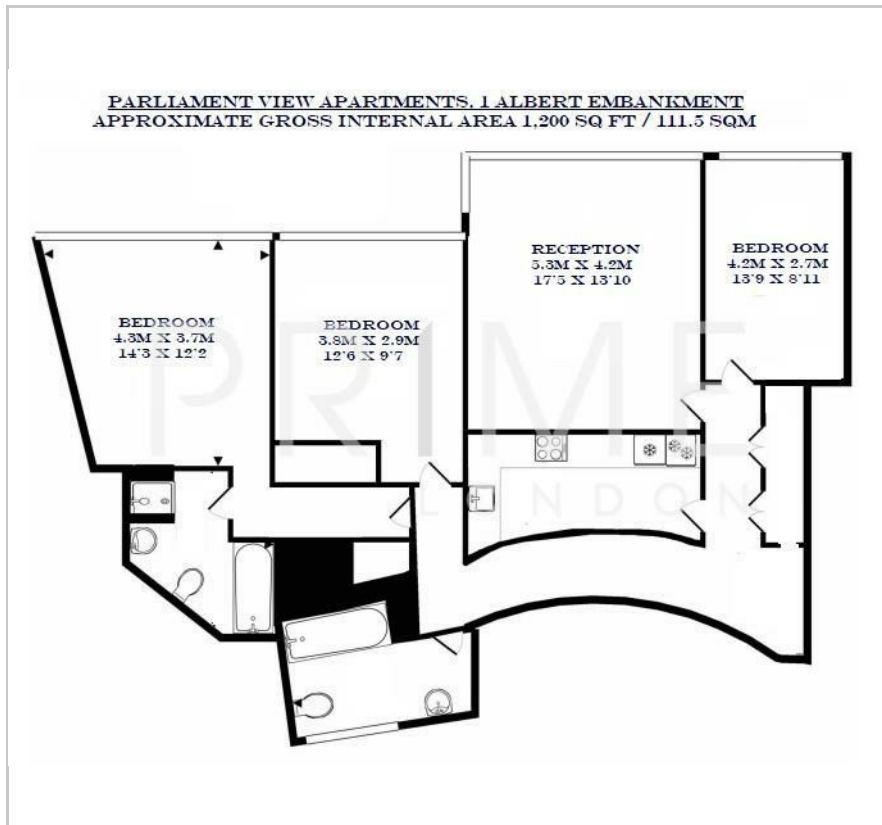 PARLIAMENT VIEW APARTMENTS, 1 ALBERT EMBANKMENT
APPROXIMATE GROSS INTERNAL AREA 1,200 SQ FT / 111.5 SQM
RECEPTION
5.3M X 4.2M
17'5 X 13'10
BEDROOM
4.2M X 2.7M
13'9 X 8'11
BEDROOM
4.3M X 3.7M
14'3 X 12'2
BEDROOM
3.8M X 2.9M
12'6 X 9'7
PRIME
LONDON